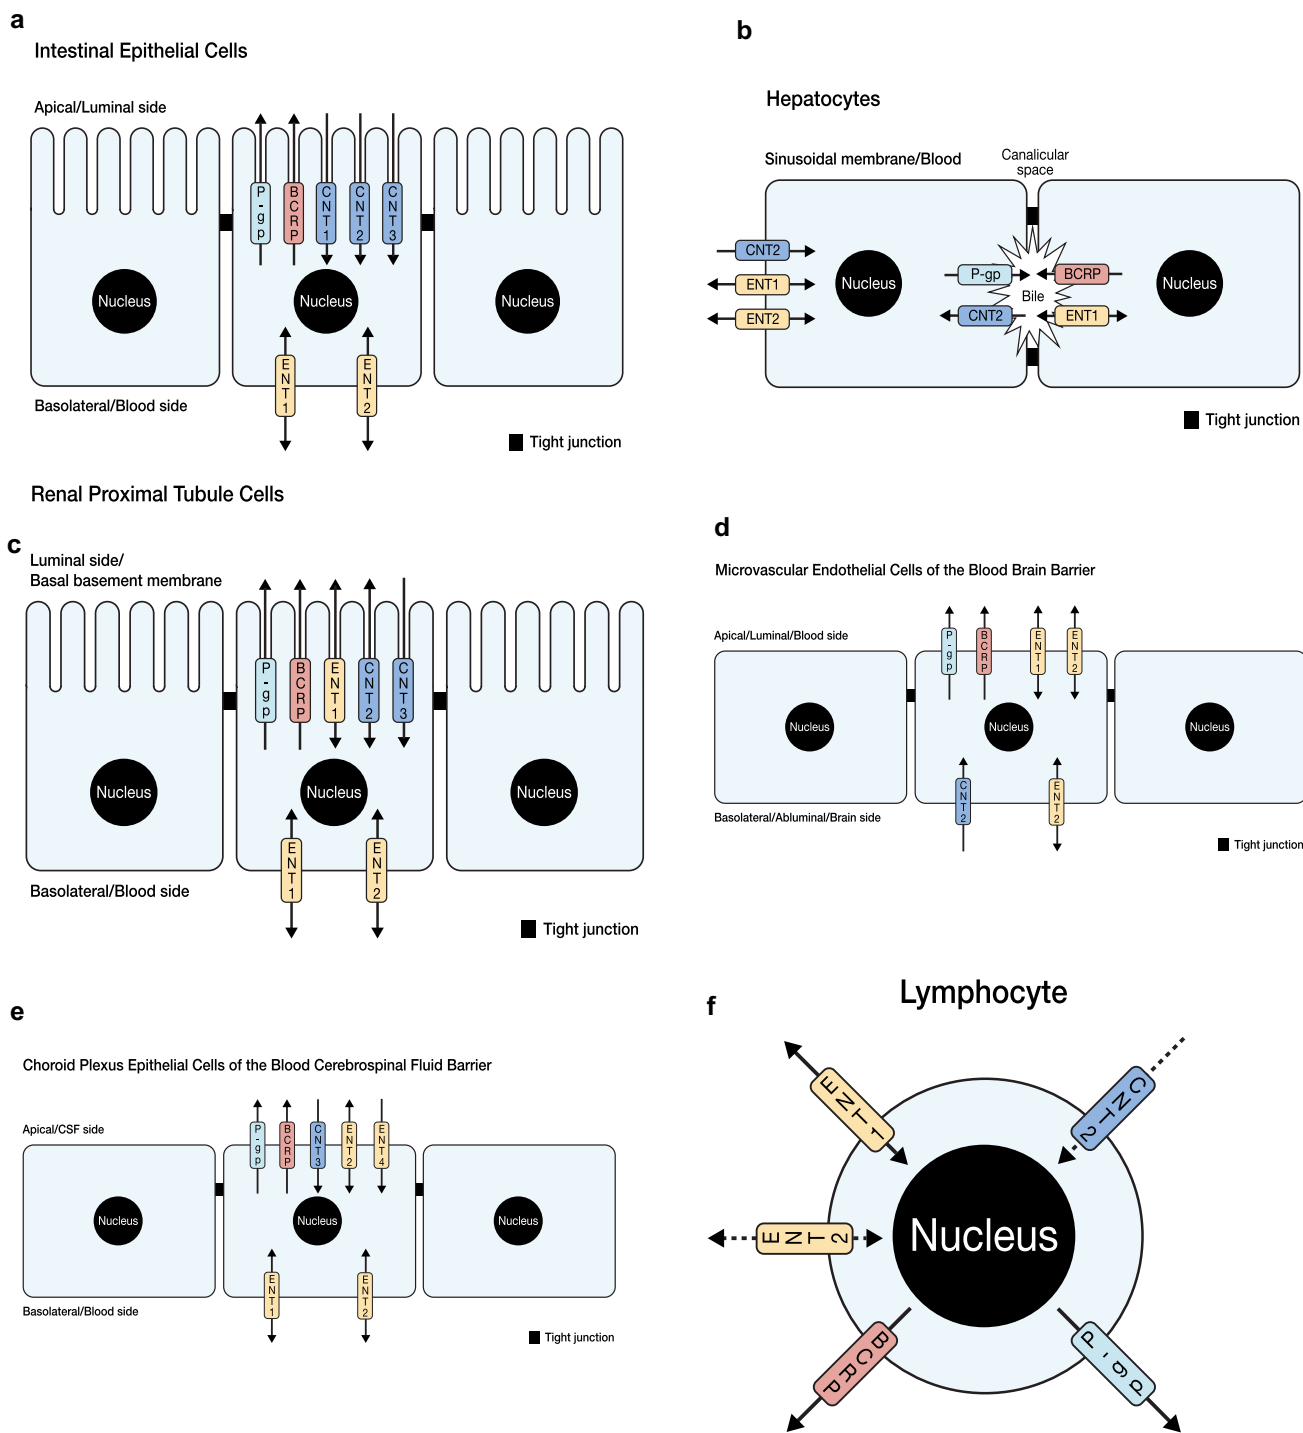 a
Intestinal Epithelial Cells
Apical/Luminal side
P-gp
BCRP
CNT1
CNT2
CNT3
Nucleus
Nucleus
Nucleus
ENT1
ENT2
Basolateral/Blood side
Tight junction
b
Hepatocytes
Sinusoidal membrane/Blood
Canalicular
space
CNT2
ENT1
ENT2
Nucleus
P-gp
BCRP
Bile
CNT2
ENT1
Nucleus
Tight junction
Renal Proximal Tubule Cells
c
Luminal side/
Basal basement membrane
P-gp
BCRP
ENT1
CNT2
CNT3
Nucleus
Nucleus
Nucleus
ENT1
ENT2
Basolateral/Blood side
Tight junction
d
Microvascular Endothelial Cells of the Blood Brain Barrier
Apical/Luminal/Blood side
P-gp
BCRP
ENT1
ENT2
Nucleus
Nucleus
Nucleus
CNT2
ENT2
Basolateral/Abluminal/Brain side
Tight junction
e
Choroid Plexus Epithelial Cells of the Blood Cerebrospinal Fluid Barrier
Apical/CSF side
P-gp
BCRP
CNT3
ENT2
ENT4
Nucleus
Nucleus
Nucleus
ENT1
ENT2
Basolateral/Blood side
Tight junction
f
Lymphocyte
ENT1
CNT2
ENT2
Nucleus
BCRP
P-gp